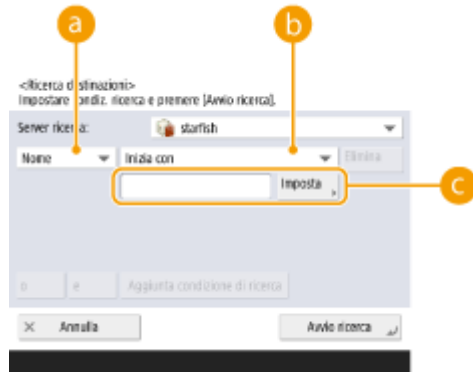 a
b
<Ricerca destinazioni>
Impostare condiz. ricerca e premere [Avvio ricerca].
Server ricerca: starfish
Nome Inizia con Elimina
Imposta
c
o e Aggiunta condizione di ricerca
× Annulla Avvio ricerca